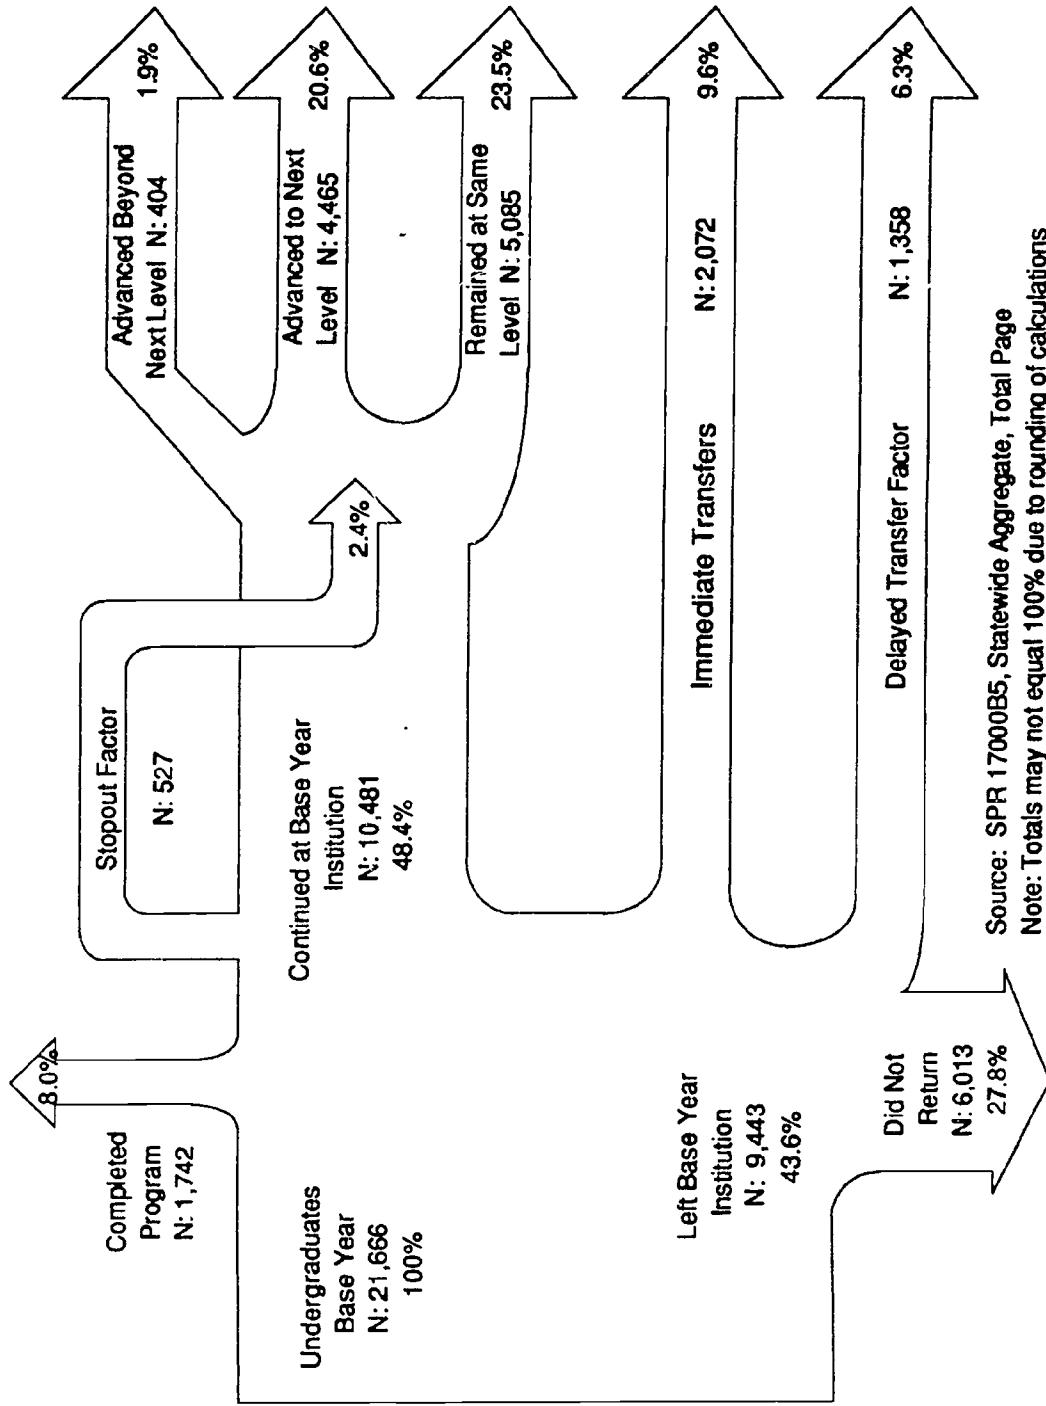 Completed
Program
N: 1,742
8.0%
Stopout Factor
N: 527
2.4%
Advanced Beyond
Next Level N: 404
1.9%
Undergraduates
Base Year
N: 21,666
100%
Continued at Base Year
Institution
N: 10,481
48.4%
Advanced to Next
Level N: 4,465
20.6%
Remained at Same
Level N: 5,085
23.5%
Left Base Year
Institution
N: 9,443
43.6%
Immediate Transfers
N: 2,072
9.6%
Did Not
Return
N: 6,013
27.8%
Delayed Transfer Factor
N: 1,358
6.3%
Source: SPR 17000B5, Statewide Aggregate, Total Page
Note: Totals may not equal 100% due to rounding of calculations